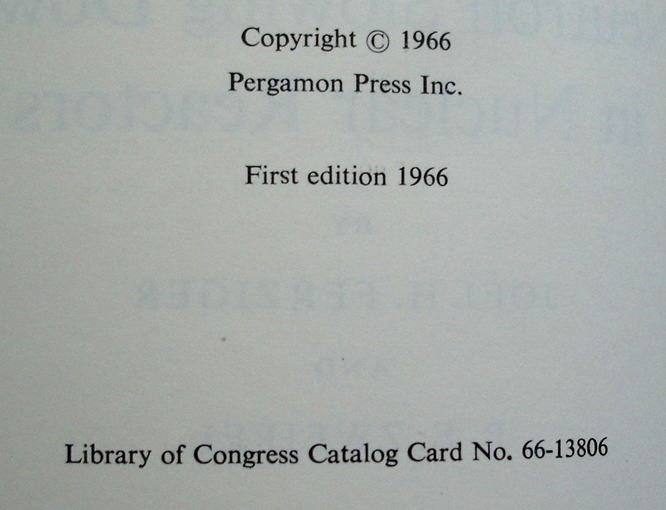 Copyright © 1966
Pergamon Press Inc.
First edition 1966
Library of Congress Catalog Card No. 66-13806